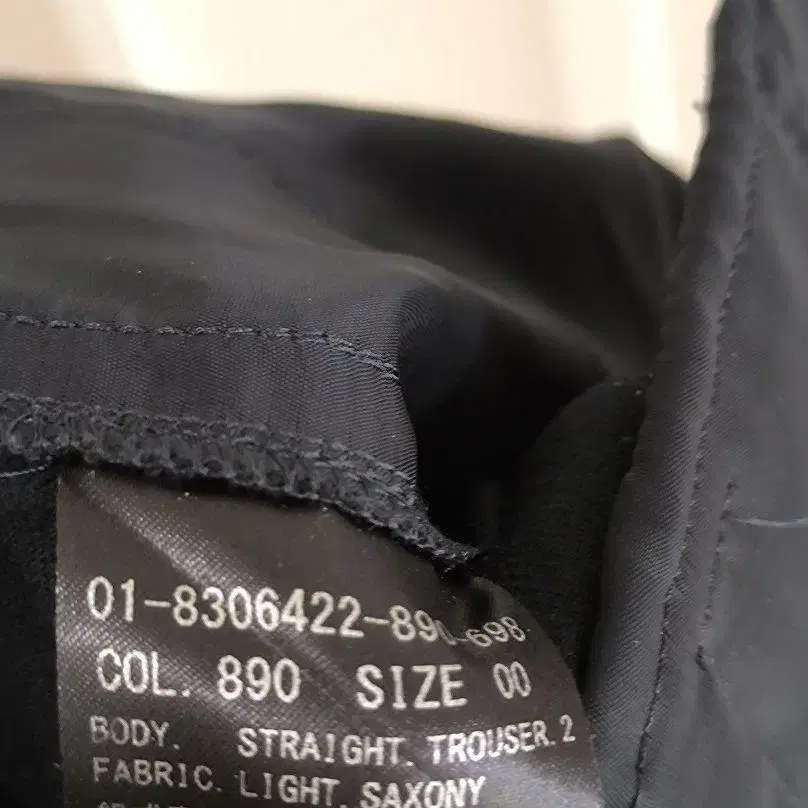 01-8306422-890-698
COL. 890 SIZE 00
BODY. STRAIGHT. TROUSER. 2
FABRIC. LIGHT. SAXONY